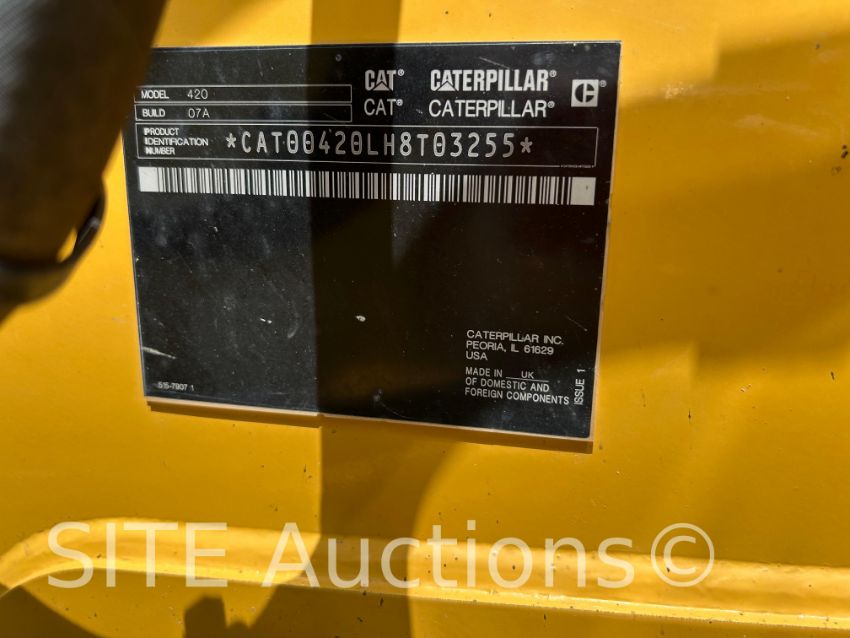 CAT® CATERPILLAR®
CAT® CATERPILLAR®
MODEL 420
BUILD 07A
PRODUCT
IDENTIFICATION
NUMBER
*CAT00420LH8T03255*
CATERPILLAR INC.
PEORIA, IL 61629
USA
MADE IN UK
OF DOMESTIC AND
FOREIGN COMPONENTS
ISSUE 1
515-7907 1
SITE Auctions©